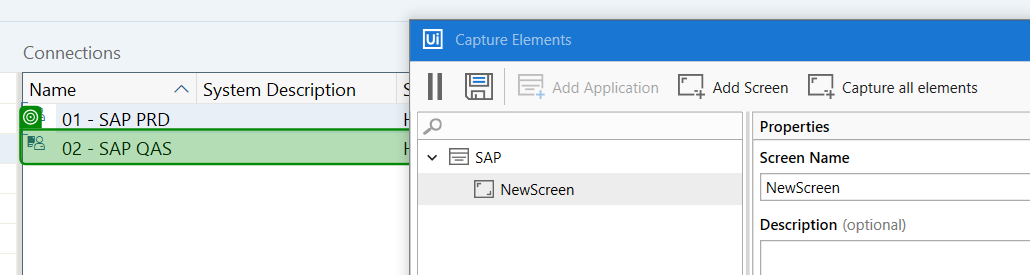 Connections
Name
System Description
S
01 - SAP PRD
H
02 - SAP QAS
H
Ui Capture Elements
Add Application
Add Screen
Capture all elements
SAP
NewScreen
Properties
Screen Name
NewScreen
Description (optional)